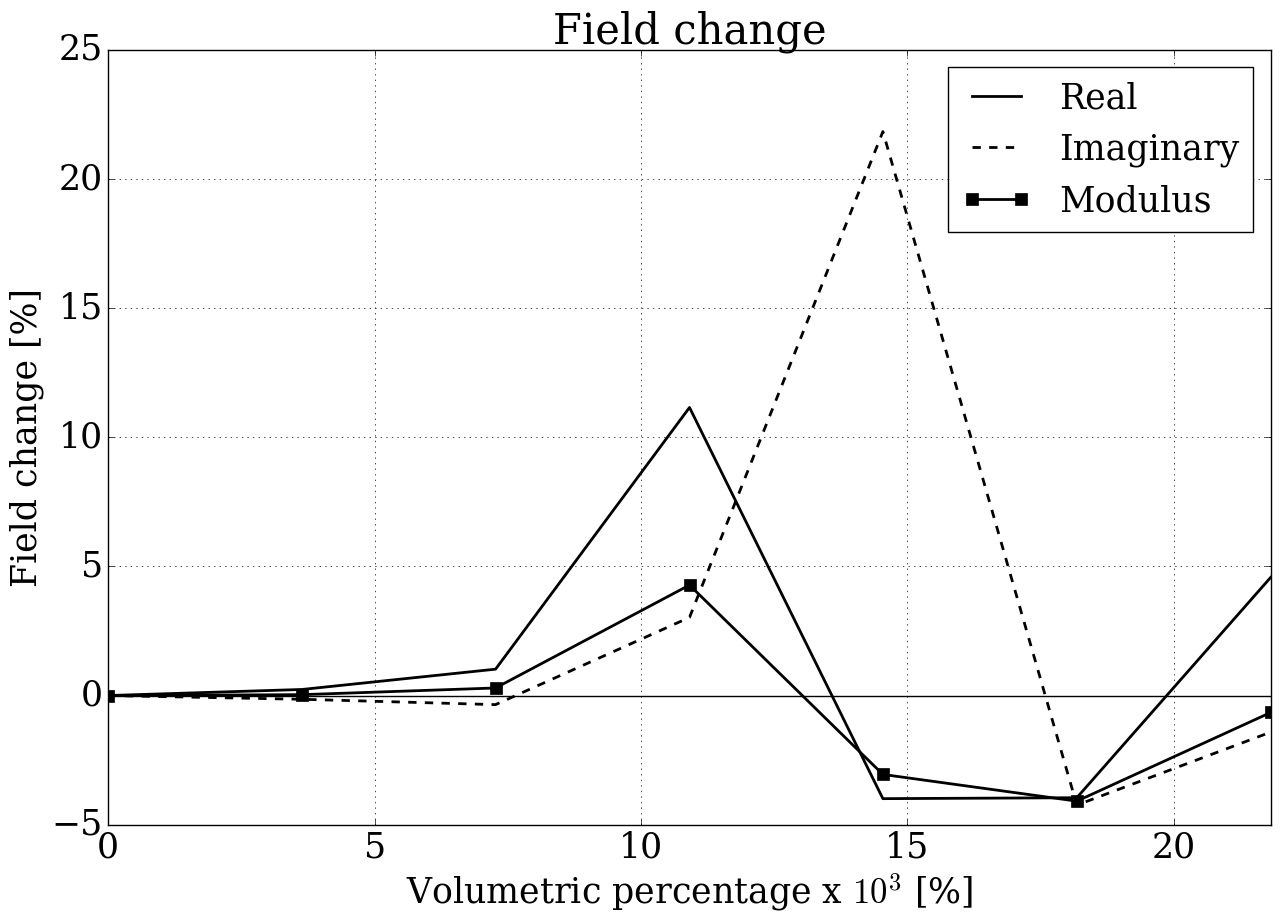 Field change
25
20
15
10
5
0
−5
Field change [%]
Real
Imaginary
Modulus
0 5 10 15 20
Volumetric percentage x 10³ [%]